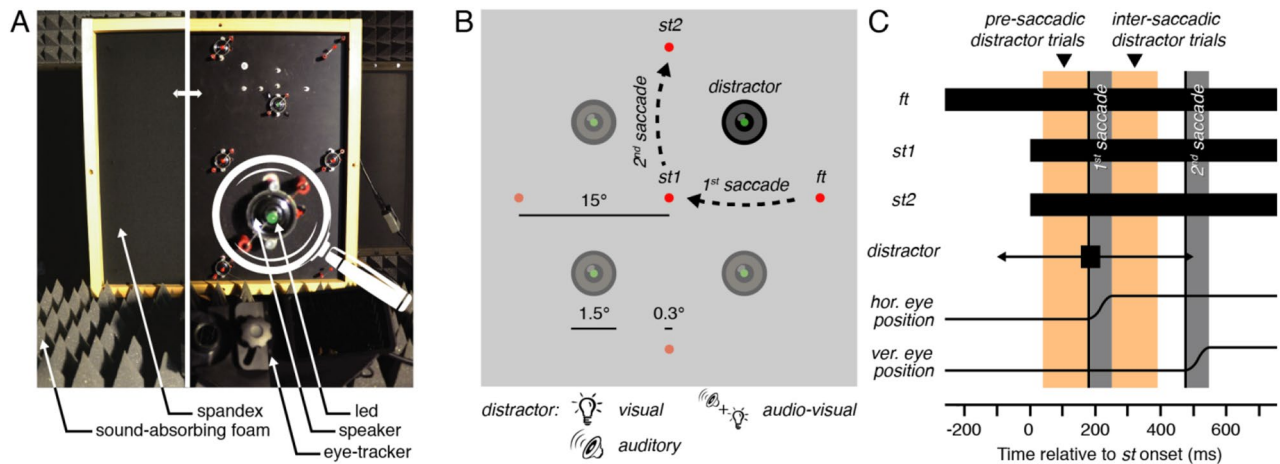 A
spandex
sound-absorbing foam
led
speaker
eye-tracker
B
st2
distractor
2nd saccade
st1
1st saccade
ft
15°
1.5°
0.3°
distractor:
visual
audio-visual
auditory
C
pre-saccadic
distractor trials
inter-saccadic
distractor trials
ft
st1
st2
1st saccade
2nd saccade
distractor
hor. eye
position
ver. eye
position
-200 0 200 400 600
Time relative to st onset (ms)